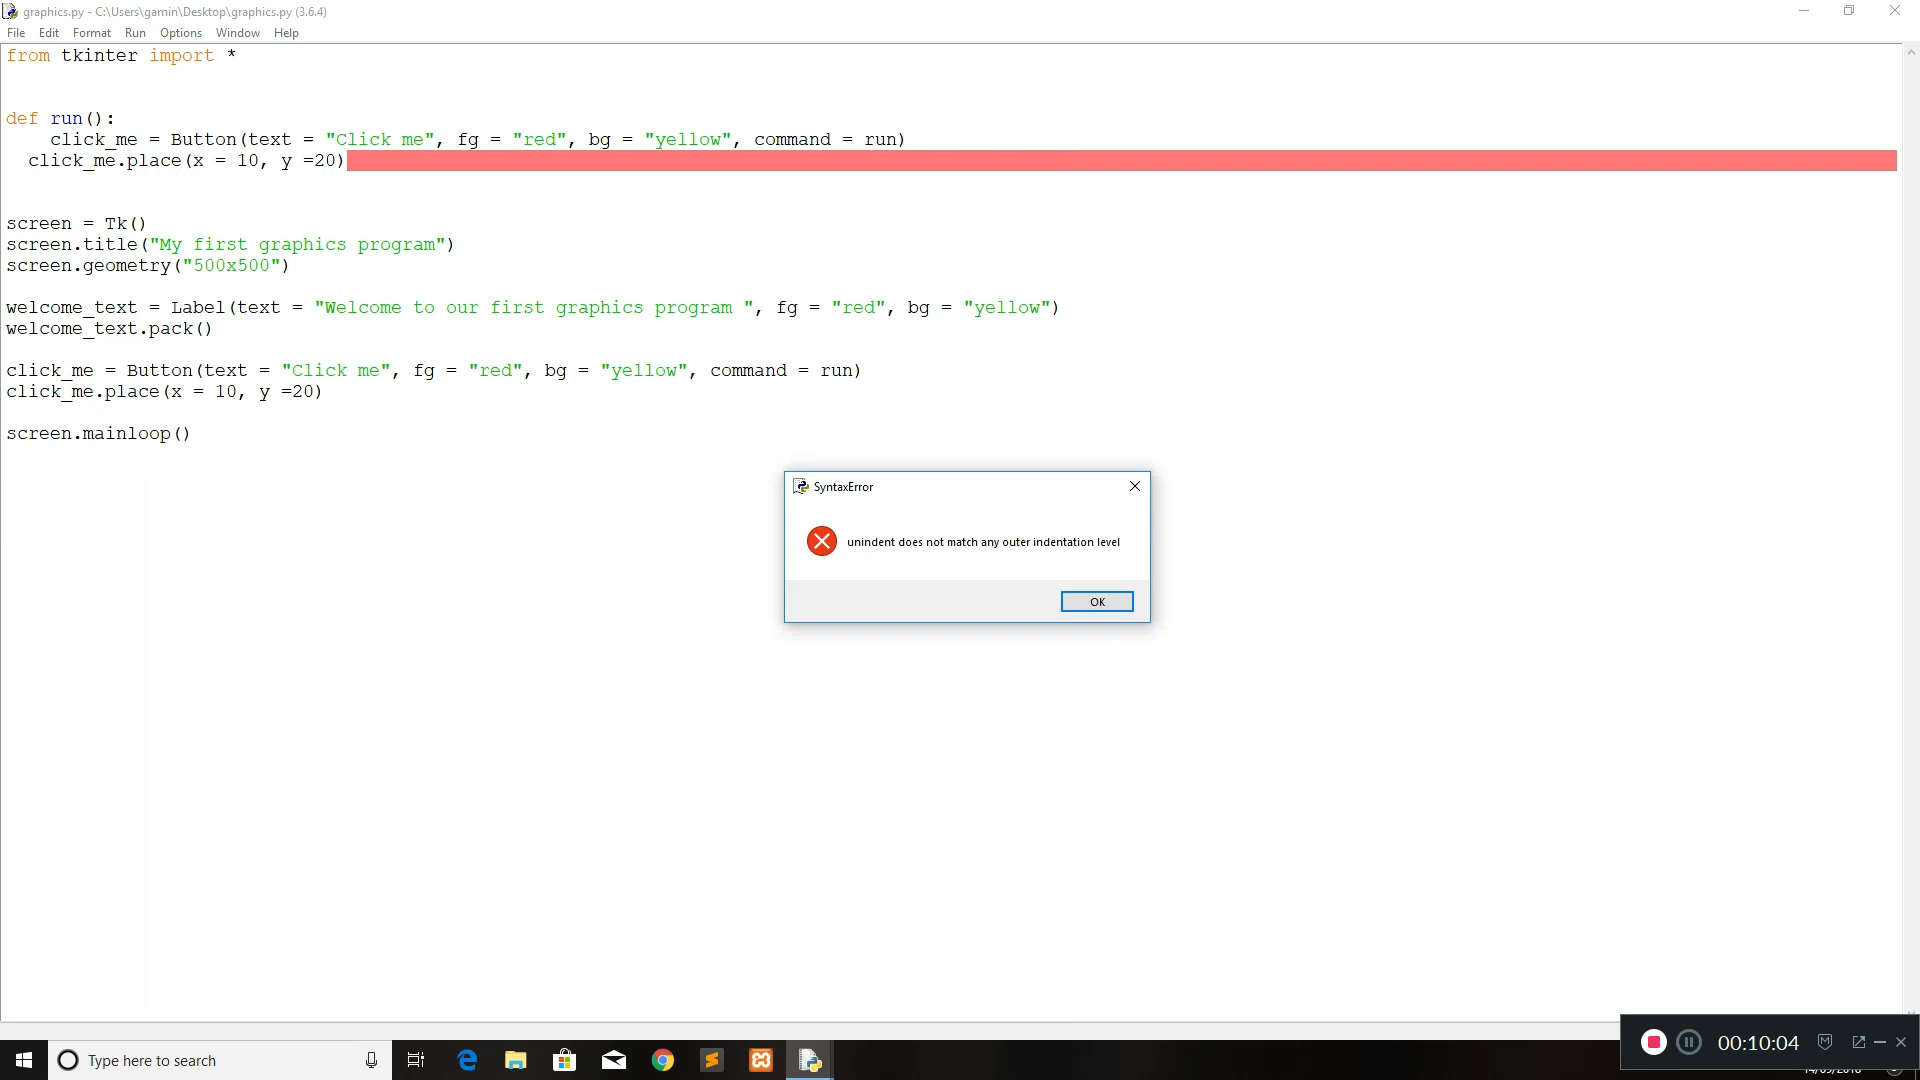 graphics.py - C:\Users\gamin\Desktop\graphics.py (3.6.4)
File Edit Format Run Options Window Help
from tkinter import *
def run():
    click_me = Button(text = "Click me", fg = "red", bg = "yellow", command = run)
  click_me.place(x = 10, y =20)
screen = Tk()
screen.title("My first graphics program")
screen.geometry("500x500")
welcome_text = Label(text = "Welcome to our first graphics program ", fg = "red", bg = "yellow")
welcome_text.pack()
click_me = Button(text = "Click me", fg = "red", bg = "yellow", command = run)
click_me.place(x = 10, y =20)
screen.mainloop()
SyntaxError
unindent does not match any outer indentation level
OK
Type here to search
00:10:04